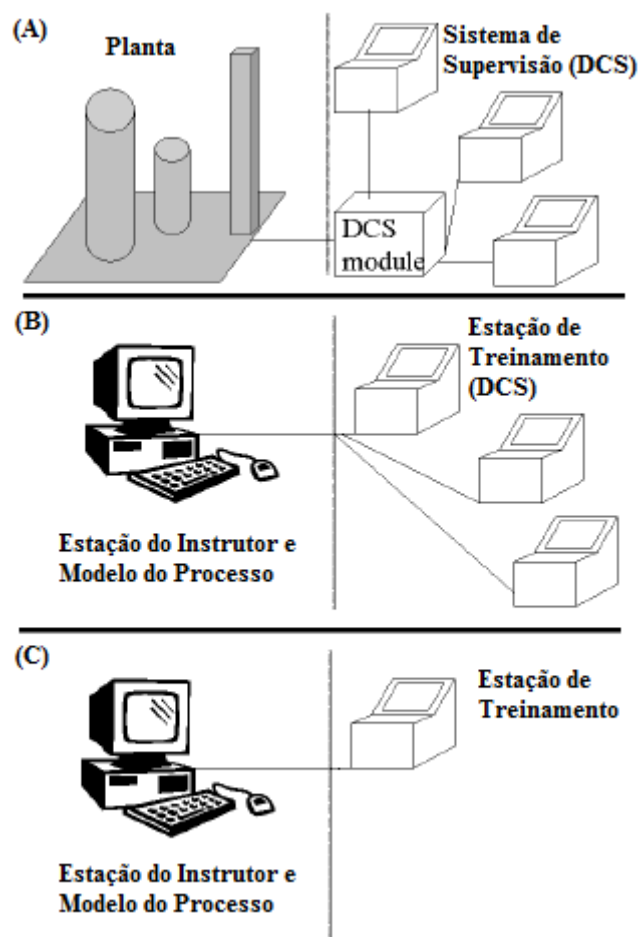 (A)
Planta
Sistema de
Supervisão (DCS)
DCS
module
(B)
Estação de
Treinamento
(DCS)
Estação do Instrutor e
Modelo do Processo
(C)
Estação de
Treinamento
Estação do Instrutor e
Modelo do Processo